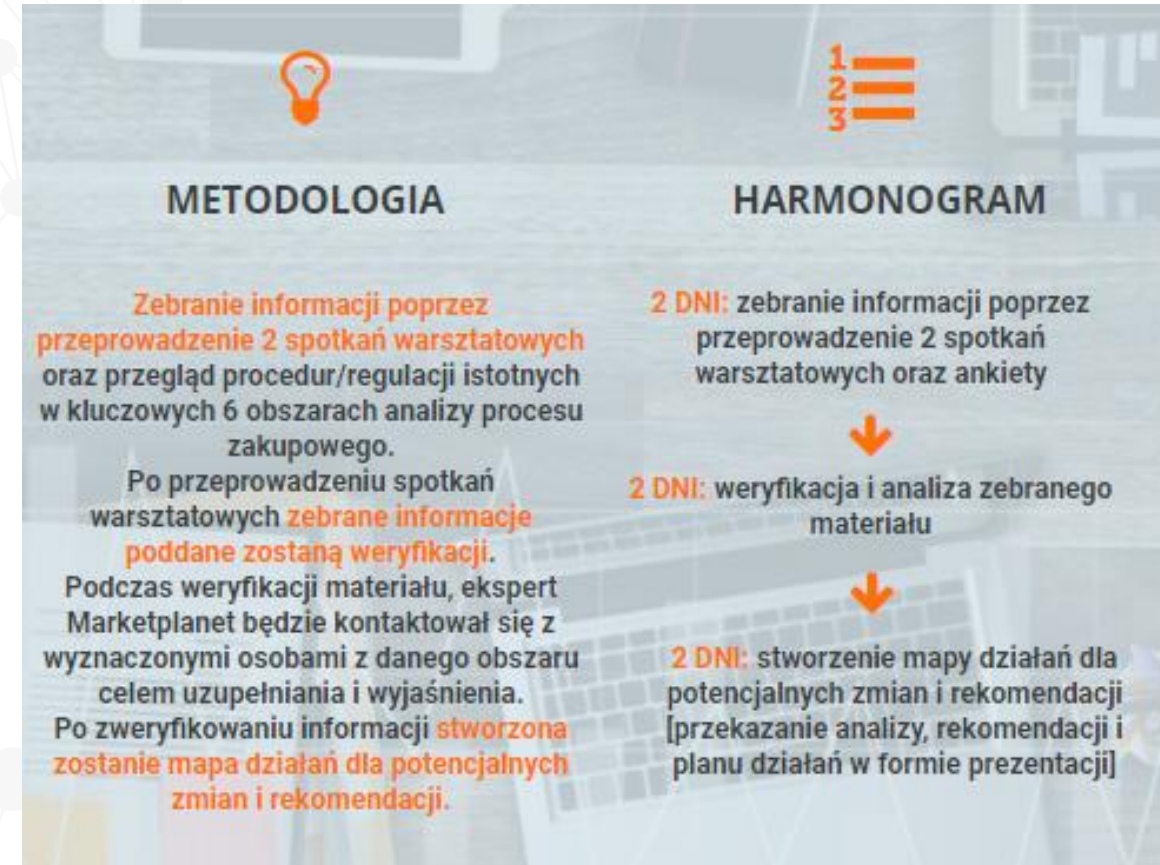 METODOLOGIA
Zebranie informacji poprzez
przeprowadzenie 2 spotkań warsztatowych
oraz przegląd procedur/regulacji istotnych
w kluczowych 6 obszarach analizy procesu
zakupowego.
Po przeprowadzeniu spotkań
warsztatowych zebrane informacje
poddane zostaną weryfikacji.
Podczas weryfikacji materiału, ekspert
Marketplanet będzie kontaktował się z
wyznaczonymi osobami z danego obszaru
celem uzupełniania i wyjaśnienia.
Po zweryfikowaniu informacji stworzona
zostanie mapa działań dla potencjalnych
zmian i rekomendacji.
1
2
3
HARMONOGRAM
2 DNI: zebranie informacji poprzez
przeprowadzenie 2 spotkań
warsztatowych oraz ankiety
2 DNI: weryfikacja i analiza zebranego
materiału
2 DNI: stworzenie mapy działań dla
potencjalnych zmian i rekomendacji
[przekazanie analizy, rekomendacji i
planu działań w formie prezentacji]